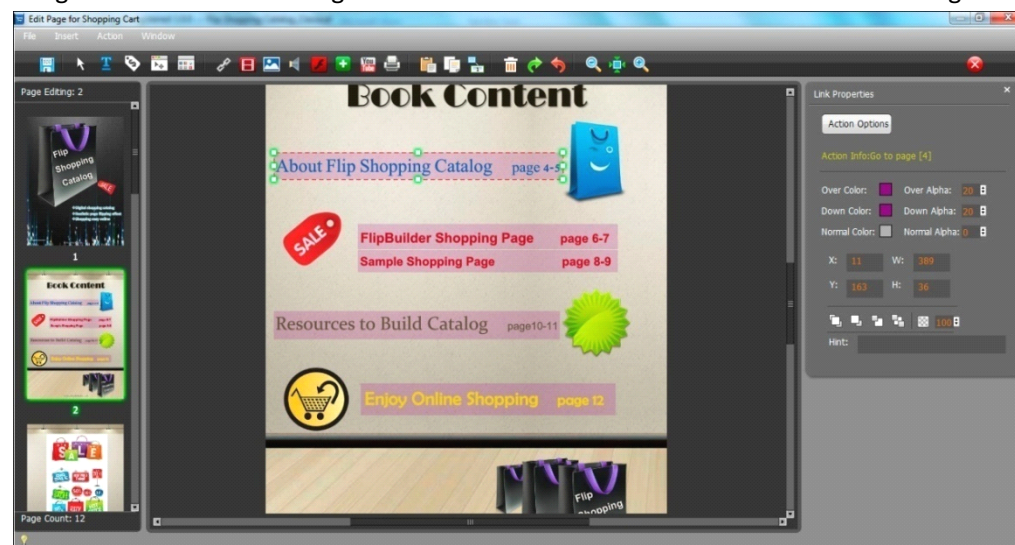 Edit Page for Shopping Cart
File Insert Action Window
Page Editing: 2
Flip
Shopping
Catalog
SALE
1
Book Content
2
SALE
Page Count: 12
Book Content
About Flip Shopping Catalog page 4-5
SALE
FlipBuilder Shopping Page page 6-7
Sample Shopping Page page 8-9
Resources to Build Catalog page10-11
Enjoy Online Shopping page 12
Flip
Shopping
Link Properties
Action Options
Action Info:Go to page [4]
Over Color: Over Alpha: 20
Down Color: Down Alpha: 20
Normal Color: Normal Alpha: 0
X: 11 W: 389
Y: 163 H: 36
100
Hint: